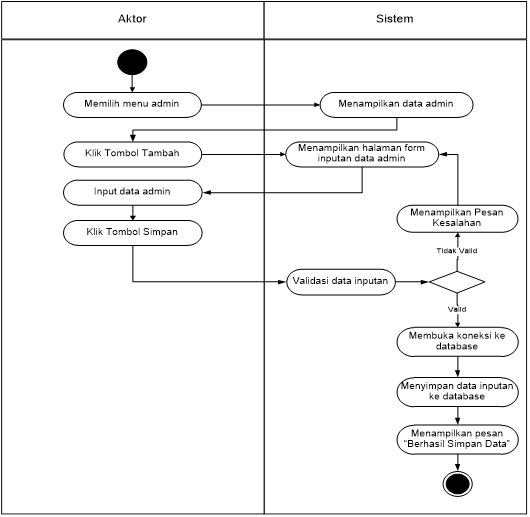 Aktor
Sistem
Memilih menu admin
Menampilkan data admin
Klik Tombol Tambah
Menampilkan halaman form
inputan data admin
Input data admin
Menampilkan Pesan
Kesalahan
Klik Tombol Simpan
Tidak Valid
Validasi data inputan
Valid
Membuka koneksi ke
database
Menyimpan data inputan
ke database
Menampilkan pesan
“Berhasil Simpan Data”